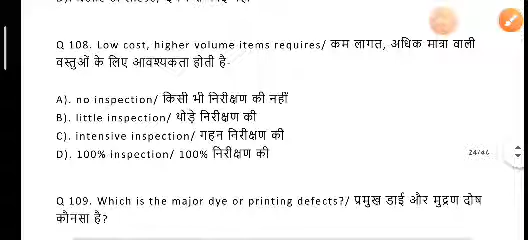 Q 108. Low cost, higher volume items requires/ कम लागत, अधिक मात्रा वाली
वस्तुओं के लिए आवश्यकता होती है-
A). no inspection/ किसी भी निरीक्षण की नहीं
B). little inspection/ थोड़े निरीक्षण की
C). intensive inspection/ गहन निरीक्षण की
D). 100% inspection/ 100% निरीक्षण की
24/46
Q 109. Which is the major dye or printing defects?/ प्रमुख डाई और मुद्रण दोष
कौनसा है?